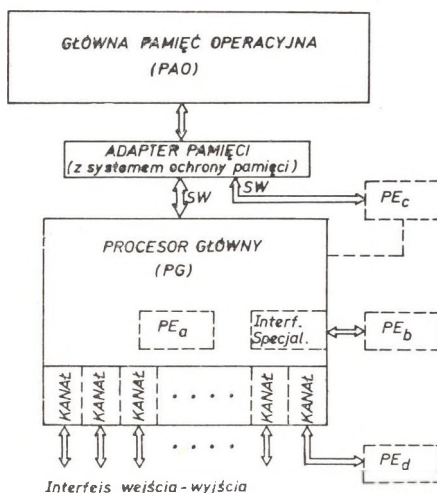 GŁÓWNA PAMIĘĆ OPERACYJNA
(PAO)
ADAPTER PAMIĘCI
(z systemem ochrony pamięci)
SW
SW
PEc
PROCESOR GŁÓWNY
(PG)
PEa
Interf.
Specjal.
PEb
KANAŁ
KANAŁ
KANAŁ
. . . .
KANAŁ
KANAŁ
. . . .
PEd
Interfejs wejścia-wyjścia